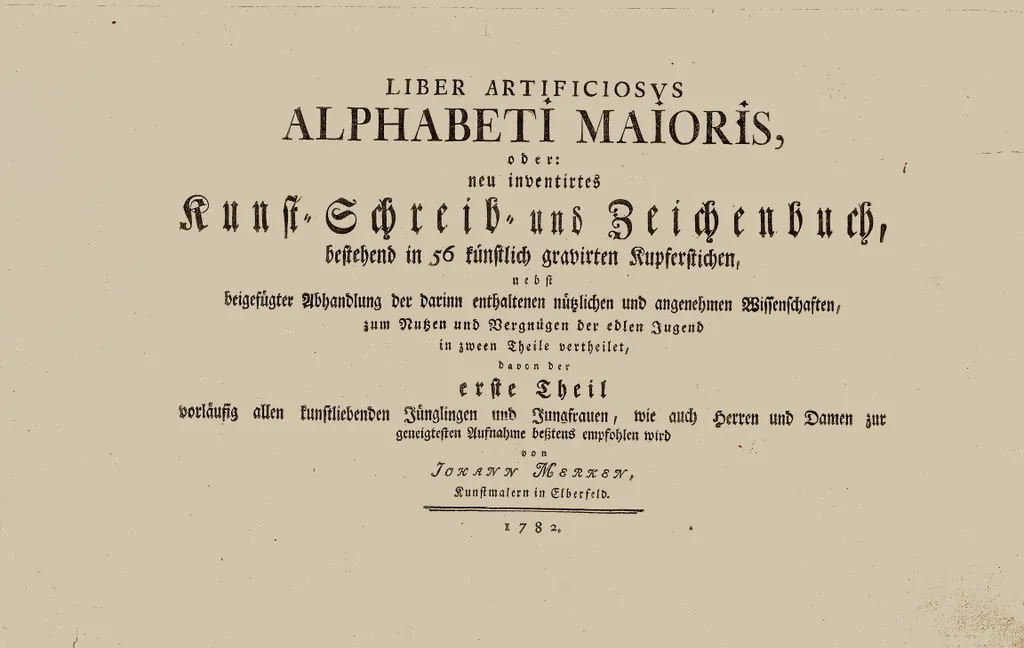 LIBER ARTIFICIOSVS
ALPHABETI MAIORIS,
oder:
neu inventirtes
Kunst- Schreib- und Zeichenbuch,
bestehend in 56 künstlich gravirten Kupferstichen,
nebst
beigefügter Abhandlung der darinn enthaltenen nützlichen und angenehmen Wissenschaften,
zum Nutzen und Vergnügen der edlen Jugend
in zween Theile vertheilet,
davon der
erste Theil
vorläufig allen kunstliebenden Jünglingen und Jungfrauen, wie auch Herren und Damen zur
geneigtesten Aufnahme beßtens empfohlen wird
von
JOHANN MERKEN,
Kunstmalern in Elberfeld.
1782.